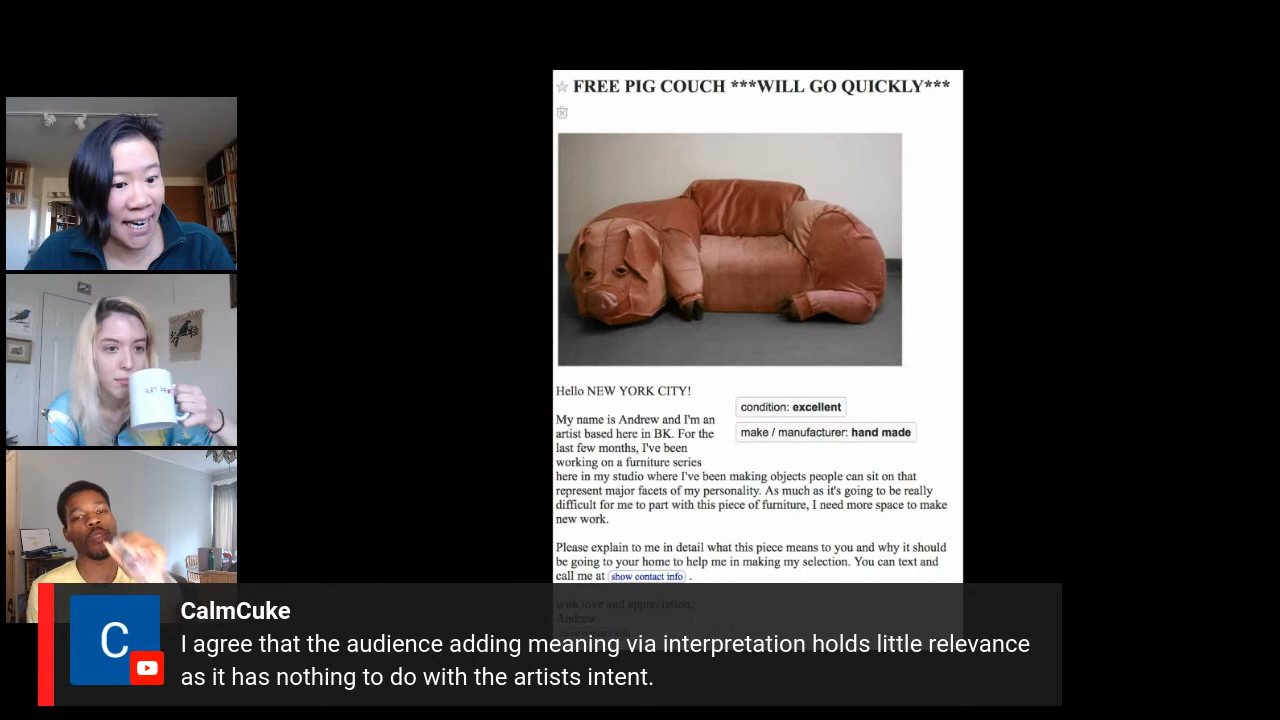 FREE PIG COUCH ***WILL GO QUICKLY***
Hello NEW YORK CITY!
My name is Andrew and I'm an
artist based here in BK. For the
last few months, I've been
working on a furniture series
here in my studio where I've been making objects people can sit on that
represent major facets of my personality. As much as it's going to be really
difficult for me to part with this piece of furniture, I need more space to make
new work.
condition: excellent
make / manufacturer: hand made
Please explain to me in detail what this piece means to you and why it should
be going to your home to help me in making my selection. You can text and
call me at show contact info .
with love and appreciation,
Andrew
C
CalmCuke
I agree that the audience adding meaning via interpretation holds little relevance
as it has nothing to do with the artists intent.